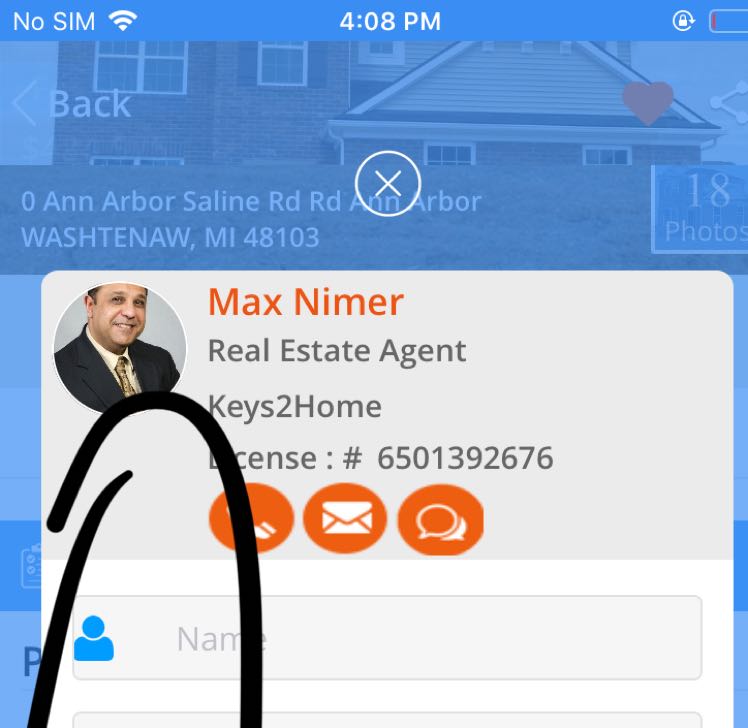 No SIM 4:08 PM
Back
0 Ann Arbor Saline Rd Rd Ann Arbor
WASHTENAW, MI 48103
18
Photos
Max Nimer
Real Estate Agent
Keys2Home
License : # 6501392676
Name
P